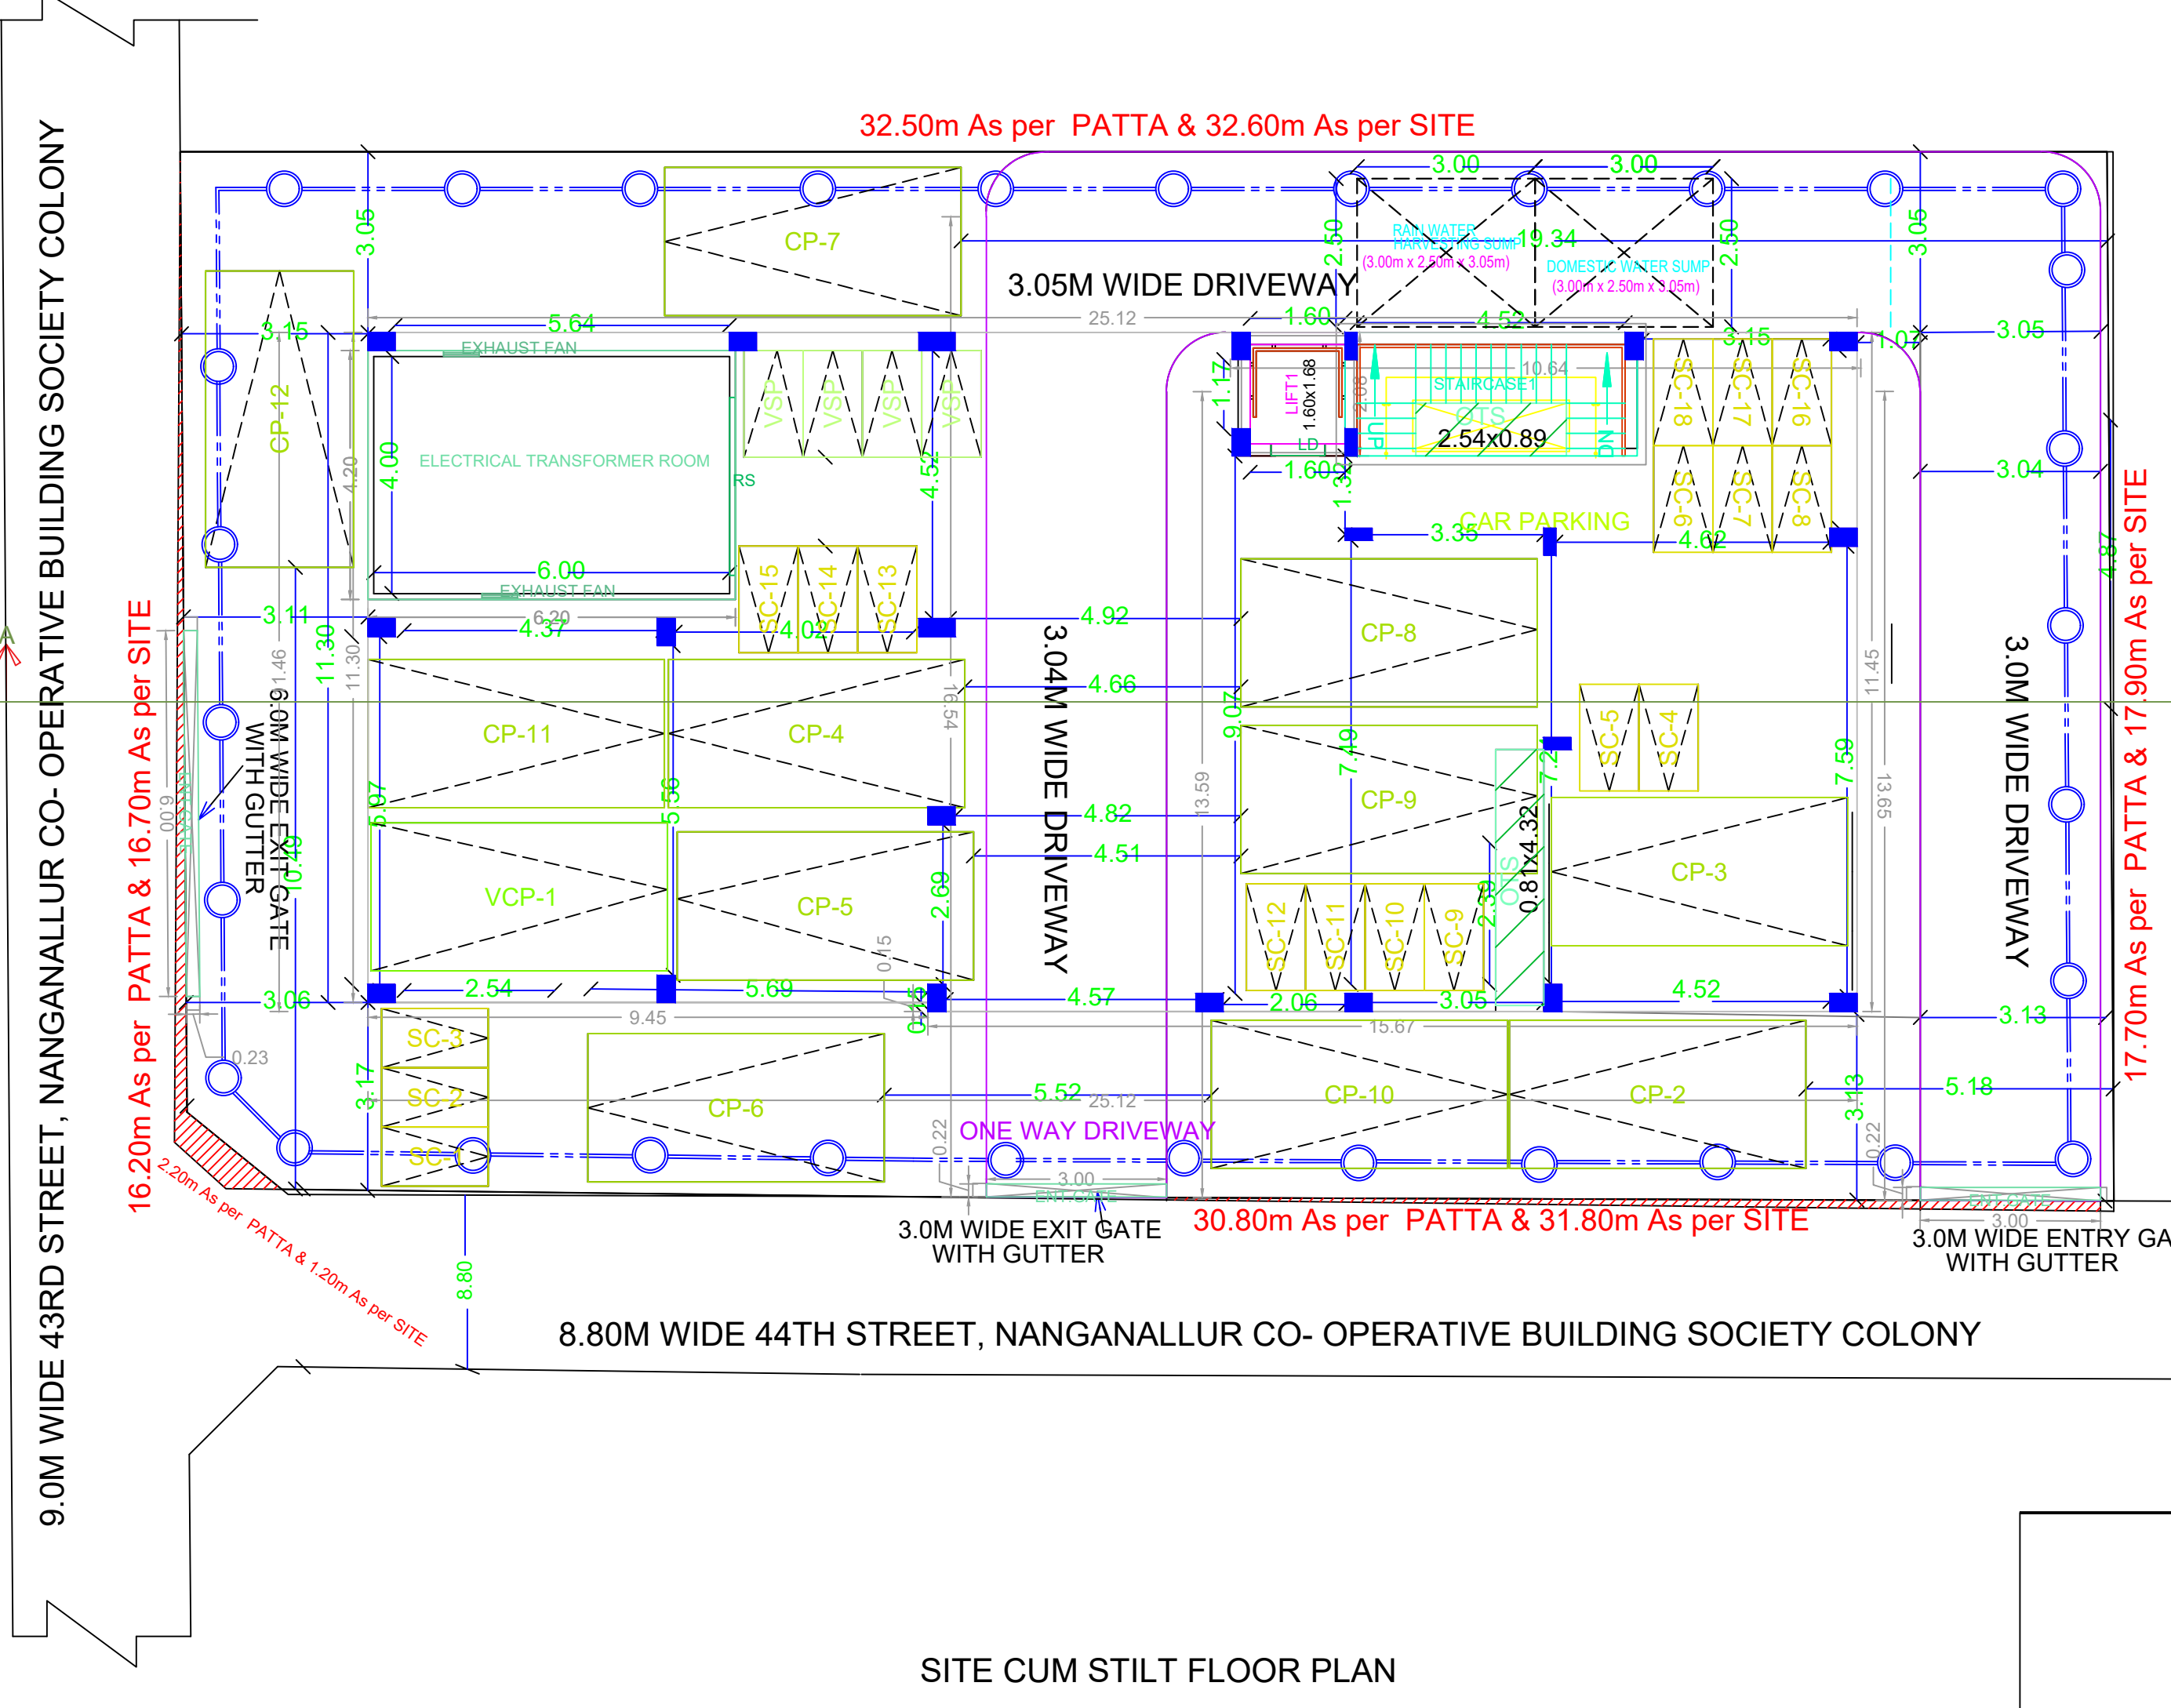 32.50m As per PATTA & 32.60m As per SITE
3.00
3.00
3.05
CP-7
2.50
RAIN WATER
HARVESTING SUMP
(3.00m x 2.50m x 3.05m)
19.34
DOMESTIC WATER SUMP
(3.00m x 2.50m x 3.05m)
2.50
3.05
3.05M WIDE DRIVEWAY
25.12
3.15
5.64
EXHAUST FAN
1.60
4.52
3.15
1.07
3.05
CP-12
VSP
VSP
VSP
VSP
1.17
LIFT1
1.60x1.68
LD
UP
STAIRCASE1
OTS
2.54x0.89
DN
10.64
SC-18
SC-17
SC-16
4.00
4.20
ELECTRICAL TRANSFORMER ROOM
RS
4.52
1.60
SC-6
SC-7
SC-8
3.04
CAR PARKING
3.35
4.62
4.87
6.00
EXHAUST FAN
6.20
SC-15
SC-14
SC-13
3.11
11.30
11.30
4.37
4.02
4.92
CP-8
4.66
16.54
9.07
7.49
SC-5
SC-4
7.59
11.45
13.65
13.59
CP-11
CP-4
CP-9
4.82
4.51
5.97
5.56
VCP-1
CP-5
2.69
CP-3
2.39
OTS
0.81x4.32
SC-12
SC-11
SC-10
SC-9
6.0M WIDE EXIT GATE
WITH GUTTER
6.00
10.49
3.04M WIDE DRIVEWAY
3.0M WIDE DRIVEWAY
3.06
2.54
5.69
0.15
0.15
4.57
2.06
3.05
4.52
3.13
9.45
15.67
0.23
SC-3
SC-2
SC-1
3.17
CP-6
5.52
25.12
CP-10
CP-2
3.13
5.18
ONE WAY DRIVEWAY
0.22
0.22
3.00
ENT.GATE
ENT.GATE
3.00
3.0M WIDE EXIT GATE
WITH GUTTER
30.80m As per PATTA & 31.80m As per SITE
3.0M WIDE ENTRY GA
WITH GUTTER
16.20m As per PATTA & 16.70m As per SITE
17.70m As per PATTA & 17.90m As per SITE
2.20m As per PATTA & 1.20m As per SITE
A
9.0M WIDE 43RD STREET, NANGANALLUR CO- OPERATIVE BUILDING SOCIETY COLONY
8.80
8.80M WIDE 44TH STREET, NANGANALLUR CO- OPERATIVE BUILDING SOCIETY COLONY
SITE CUM STILT FLOOR PLAN